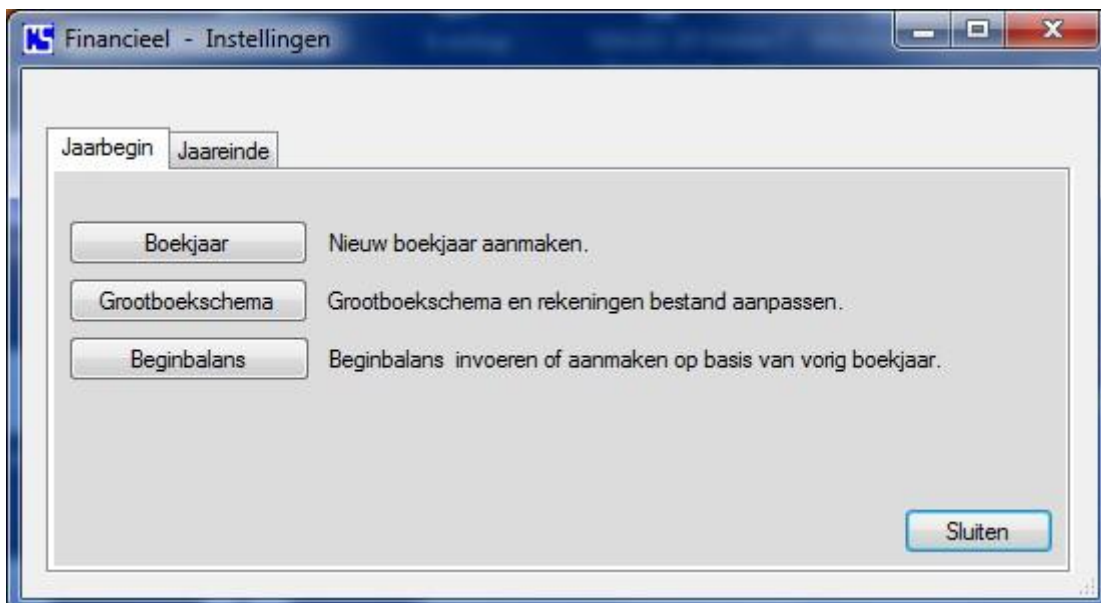 KS Financieel - Instellingen
Jaarbegin Jaareinde
Boekjaar Nieuw boekjaar aanmaken.
Grootboekschema Grootboekschema en rekeningen bestand aanpassen.
Beginbalans Beginbalans invoeren of aanmaken op basis van vorig boekjaar.
Sluiten